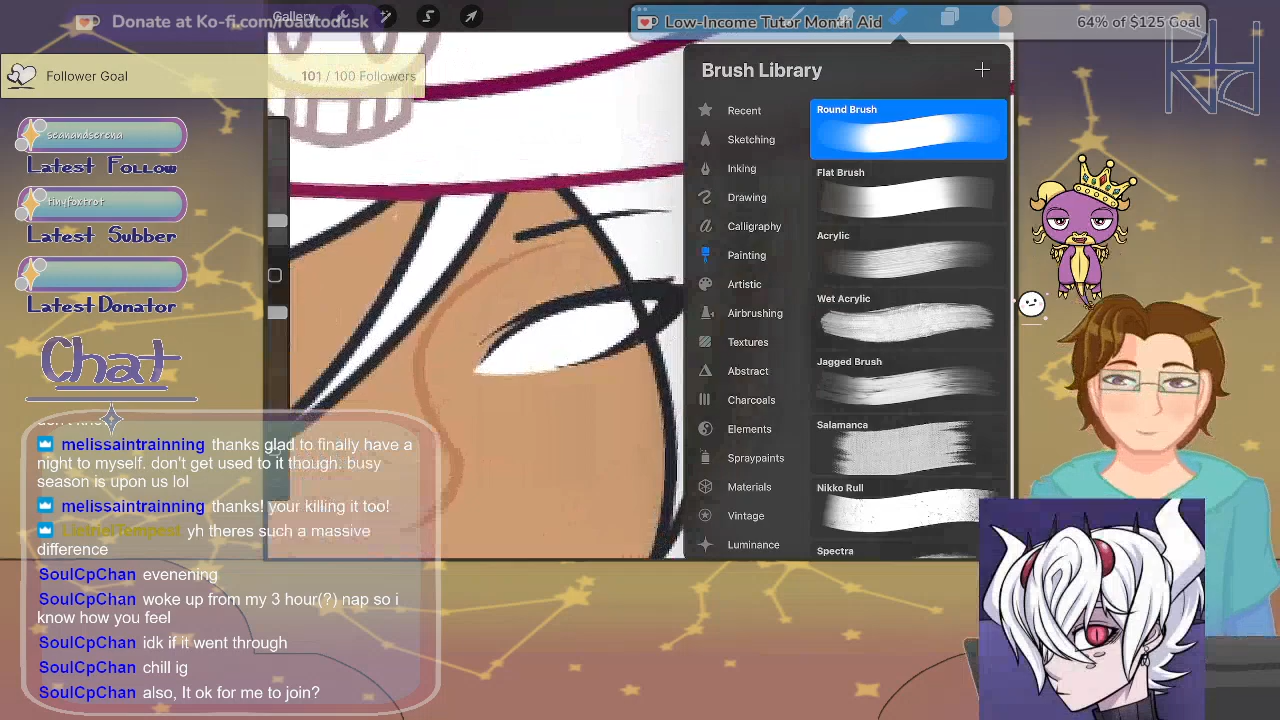 Donate at Ko-fi.com/roadtodusk
Gallery
Low-Income Tutor Month Aid
64% of $125 Goal
Follower Goal
101 / 100 Followers
seanandserena
Latest Follow
tinyfoxtrot
Latest Subber
Latest Donator
Chat
melissaintrainning thanks glad to finally have a
night to myself. don't get used to it though. busy
season is upon us lol
melissaintrainning thanks! your killing it too!
yh theres such a massive
difference
SoulCpChan evenening
SoulCpChan woke up from my 3 hour(?) nap so i
know how you feel
SoulCpChan idk if it went through
SoulCpChan chill ig
SoulCpChan also, It ok for me to join?
Brush Library
Recent
Sketching
Inking
Drawing
Calligraphy
Painting
Artistic
Airbrushing
Textures
Abstract
Charcoals
Elements
Spraypaints
Materials
Vintage
Luminance
Round Brush
Flat Brush
Acrylic
Wet Acrylic
Jagged Brush
Salamanca
Nikko Rull
Spectra